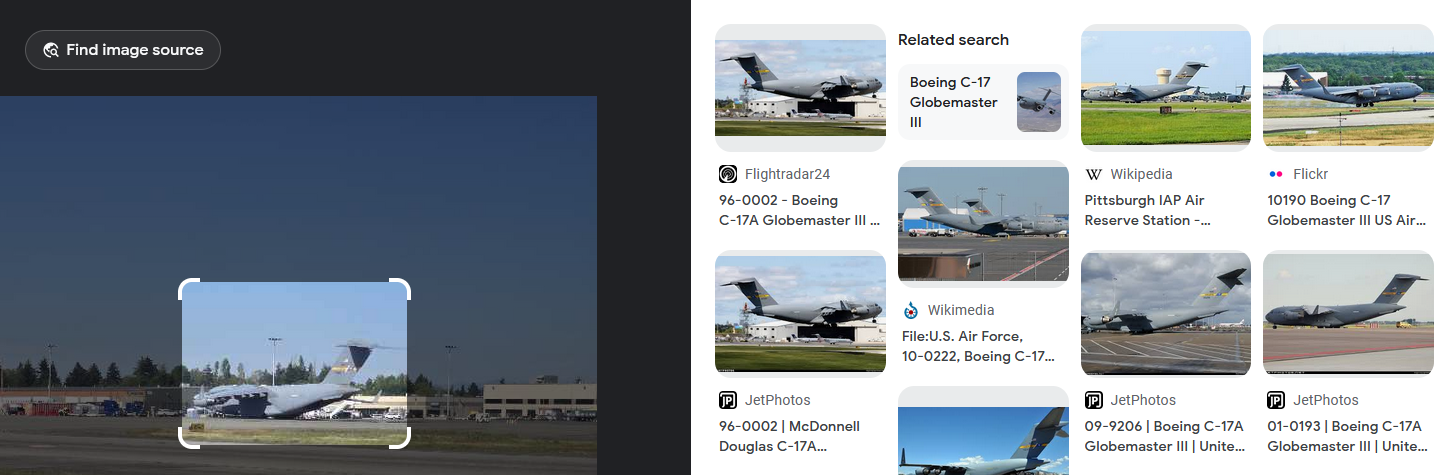 Find image source
Flightradar24
96-0002 - Boeing
C-17A Globemaster III ...
JP JetPhotos
96-0002 | McDonnell
Douglas C-17A...
Related search
Boeing C-17
Globemaster
III
Wikimedia
File:U.S. Air Force,
10-0222, Boeing C-17...
W Wikipedia
Pittsburgh IAP Air
Reserve Station -...
JP JetPhotos
09-9206 | Boeing C-17A
Globemaster III | Unite...
Flickr
10190 Boeing C-17
Globemaster III US Air...
JP JetPhotos
01-0193 | Boeing C-17A
Globemaster III | Unite...